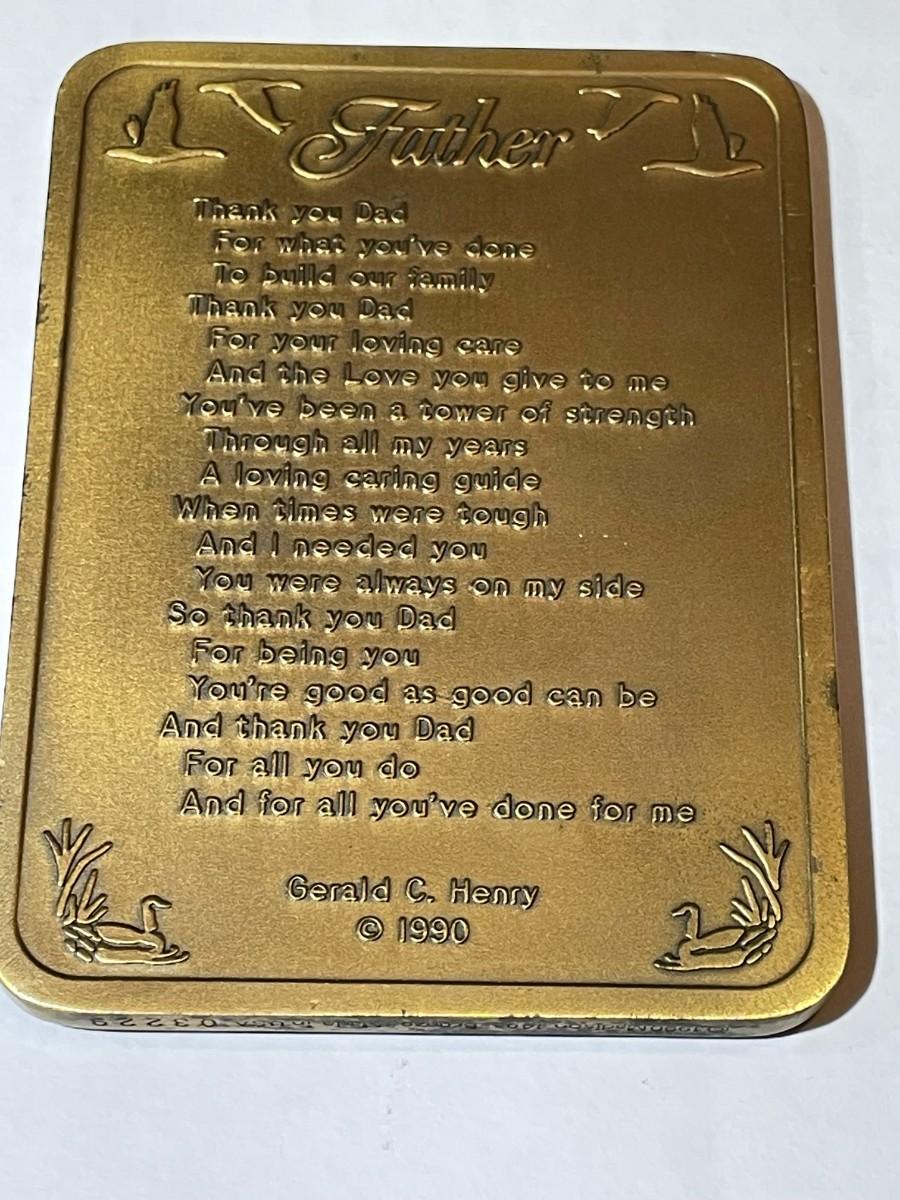 Father
Thank you Dad
For what you've done
To build our family
Thank you Dad
For your loving care
And the Love you give to me
You've been a tower of strength
Through all my years
A loving caring guide
When times were tough
And I needed you
You were always on my side
So thank you Dad
For being you
You're good as good can be
And thank you Dad
For all you do
And for all you've done for me
Gerald C. Henry
© 1990
03229